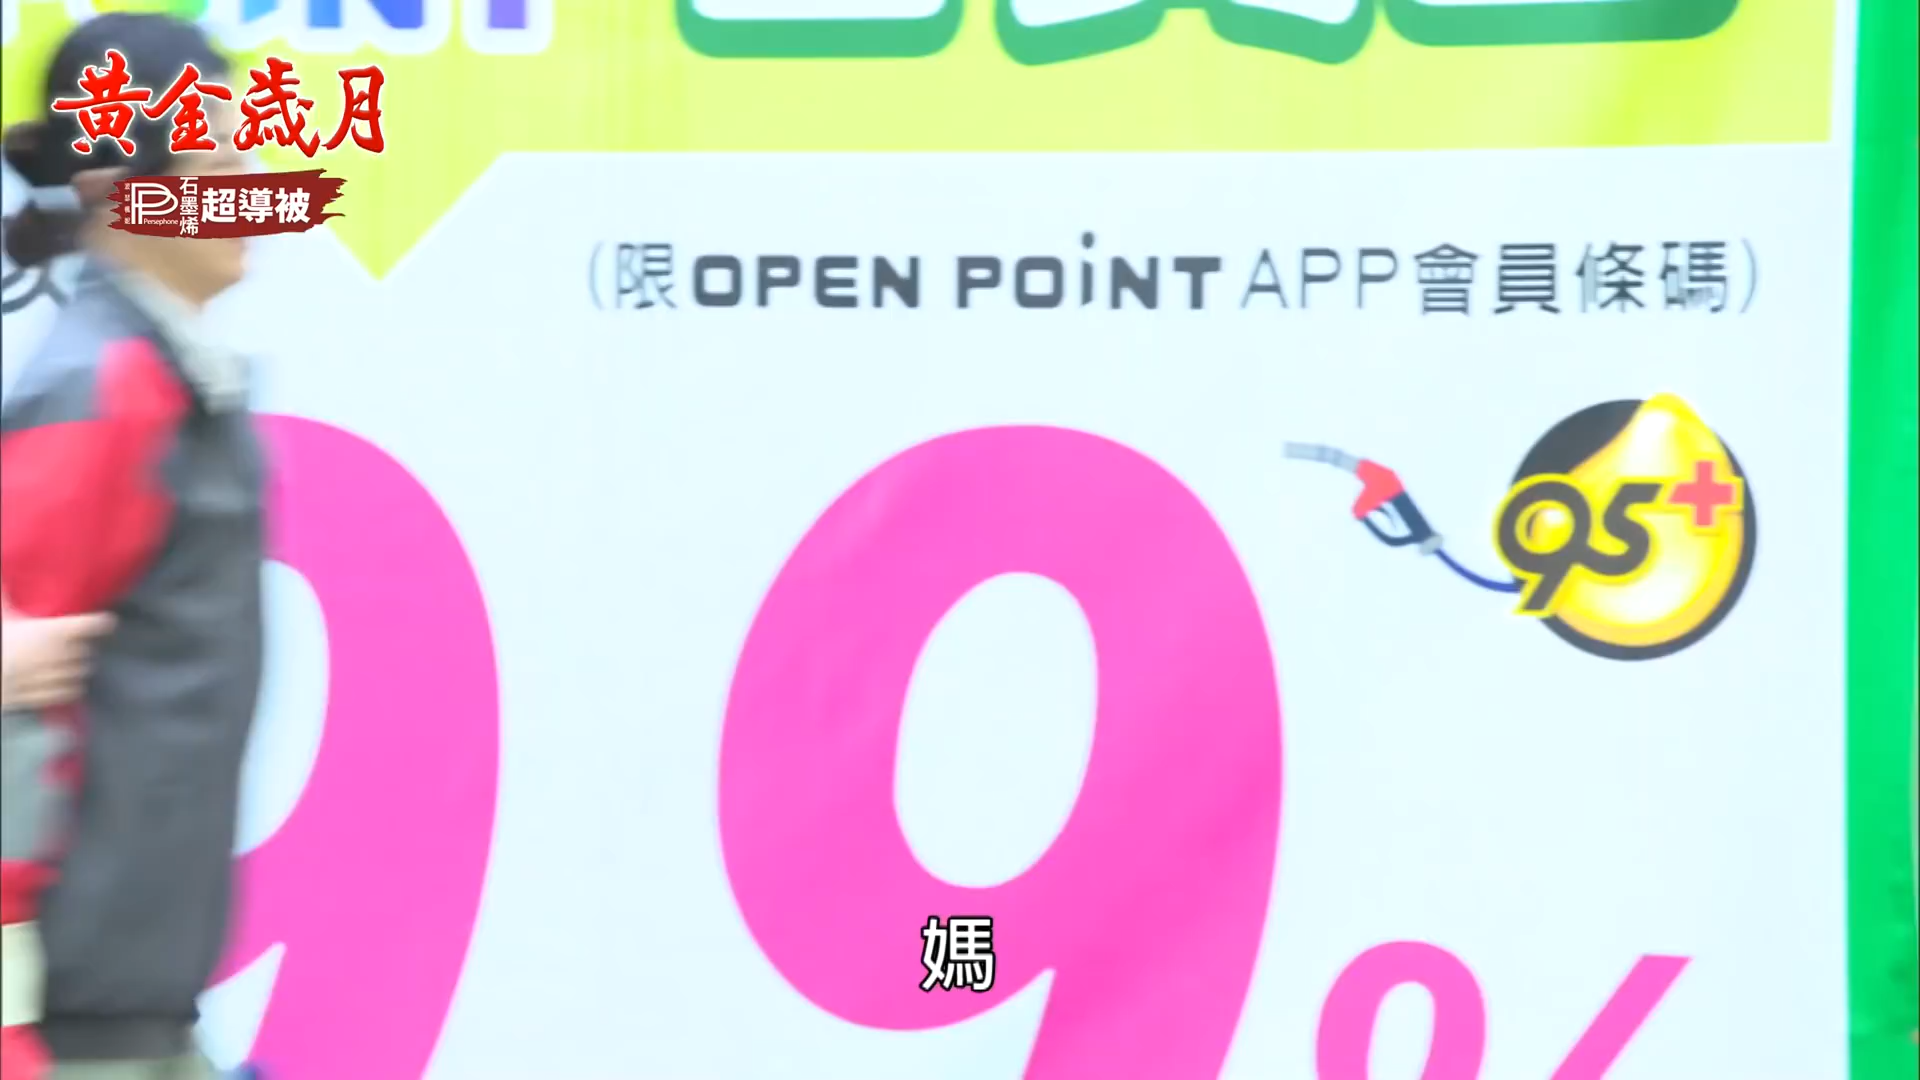 黃金歲月
石墨烯
超導被
Persephone
(限OPEN POiNT APP會員條碼)
95+
9 9%
媽